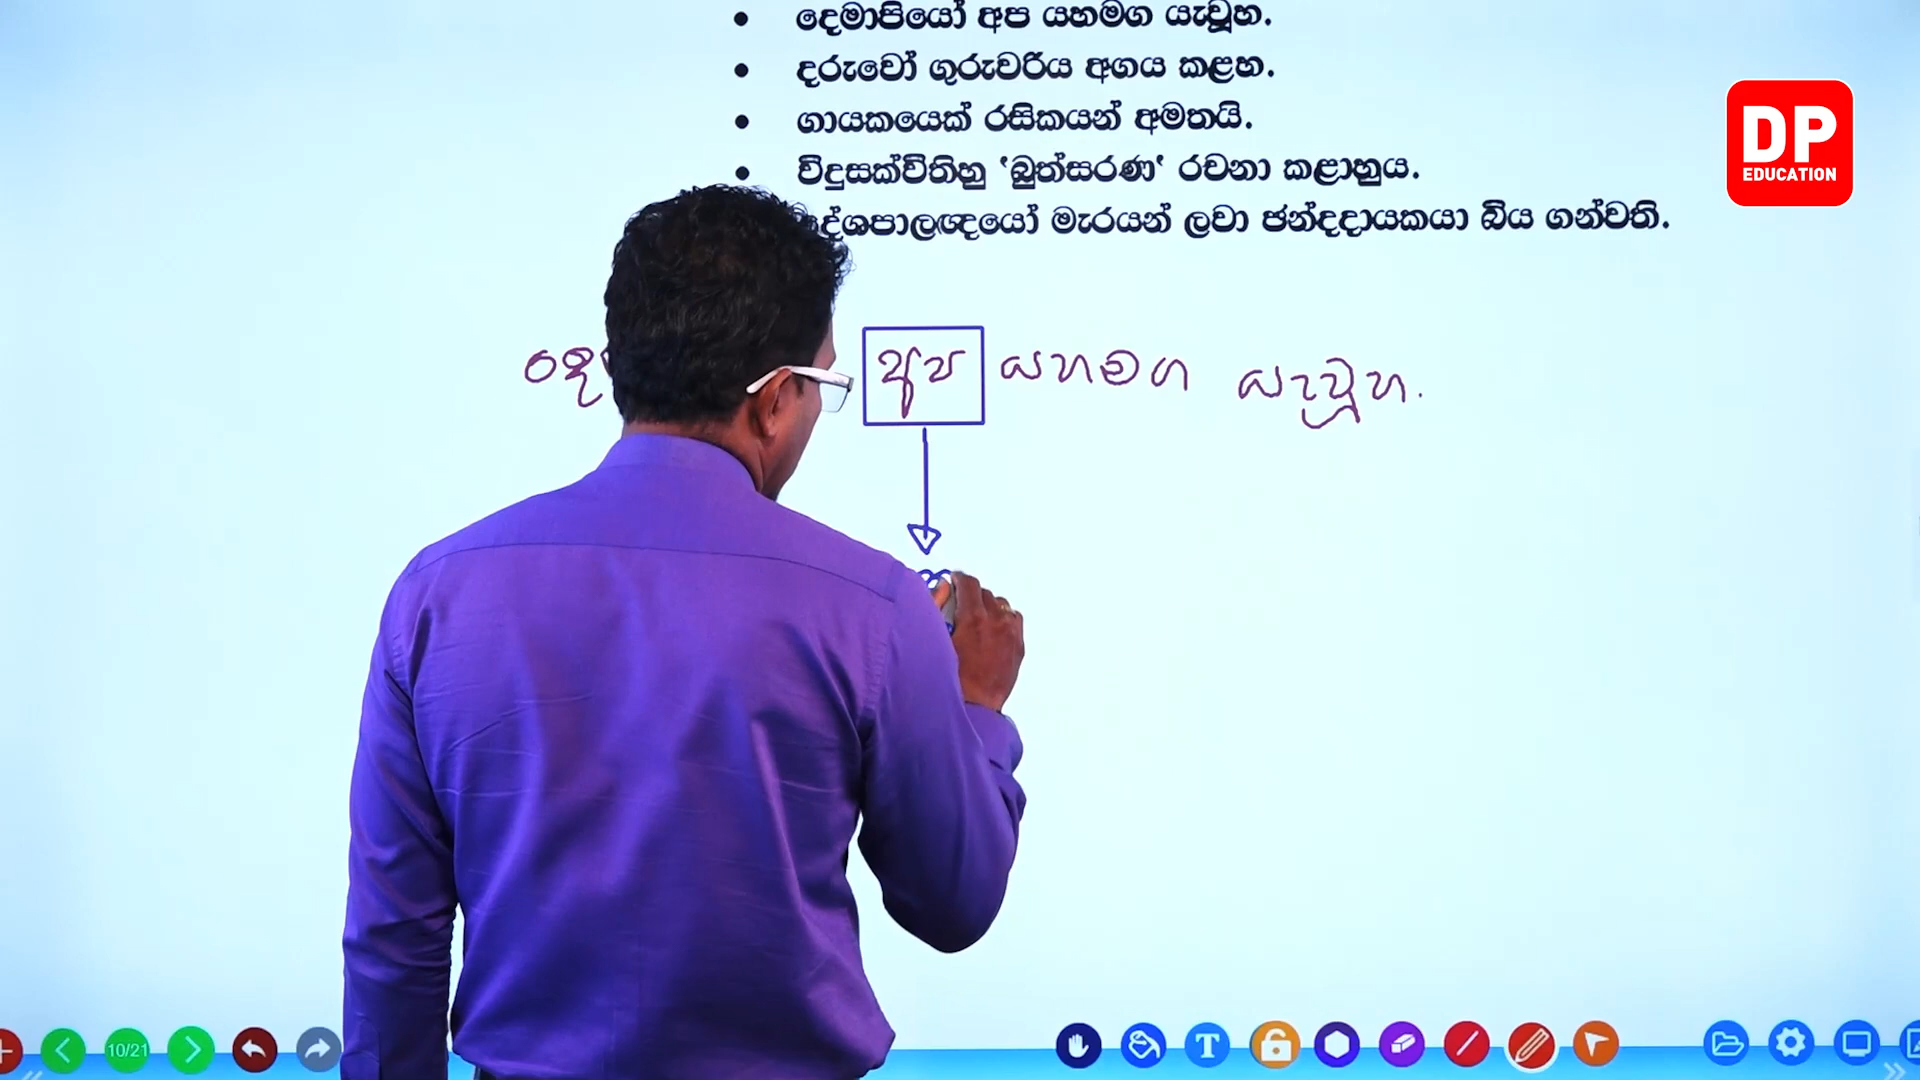 • දෙමාපියෝ අප යහමග යැවූහ.
• දරුවෝ ගුරුවරිය අගය කළහ.
• ගායකයෙක් රසිකයන් අමතයි.
• විදුසක්විතිහු ‘බුත්සරණ‘ රචනා කළාහුය.
දේශපාලඥයෝ මැරයන් ලවා ඡන්දදායකයා බිය ගන්වති.
DP
EDUCATION
අප යහමග යැවූහ.
10/21
T